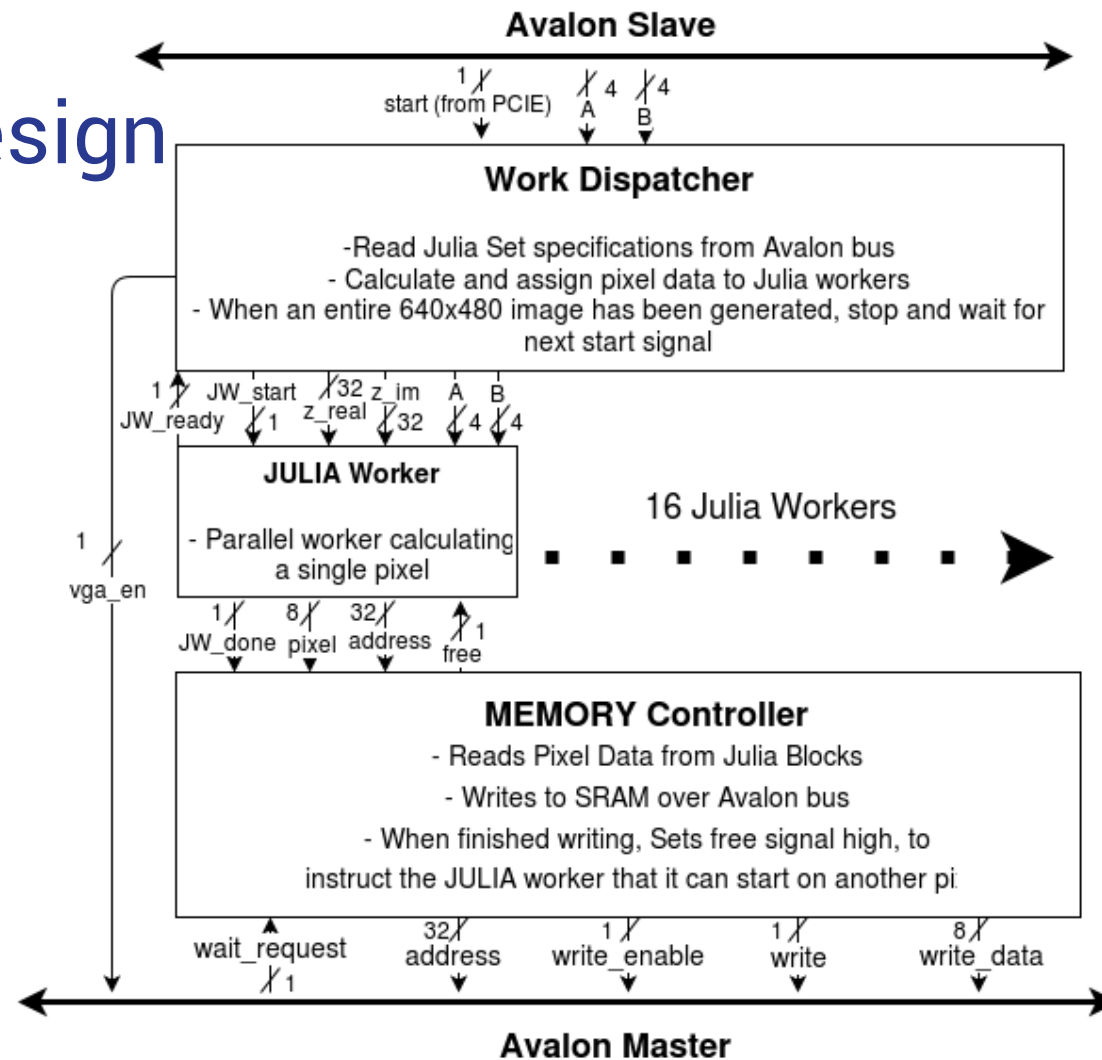 Avalon Slave
1
4
4
start (from PCIE)
A
B
esign
Work Dispatcher
-Read Julia Set specifications from Avalon bus
- Calculate and assign pixel data to Julia workers
- When an entire 640x480 image has been generated, stop and wait for
next start signal
1
JW_start
32
z_im
A
B
JW_ready
1
z_real
32
4
4
JULIA Worker
- Parallel worker calculating
a single pixel
16 Julia Workers
1
vga_en
1
8
32
1
JW_done
pixel
address
free
MEMORY Controller
- Reads Pixel Data from Julia Blocks
- Writes to SRAM over Avalon bus
- When finished writing, Sets free signal high, to
instruct the JULIA worker that it can start on another pi
wait_request
1
32
address
1
write_enable
1
write
8
write_data
Avalon Master